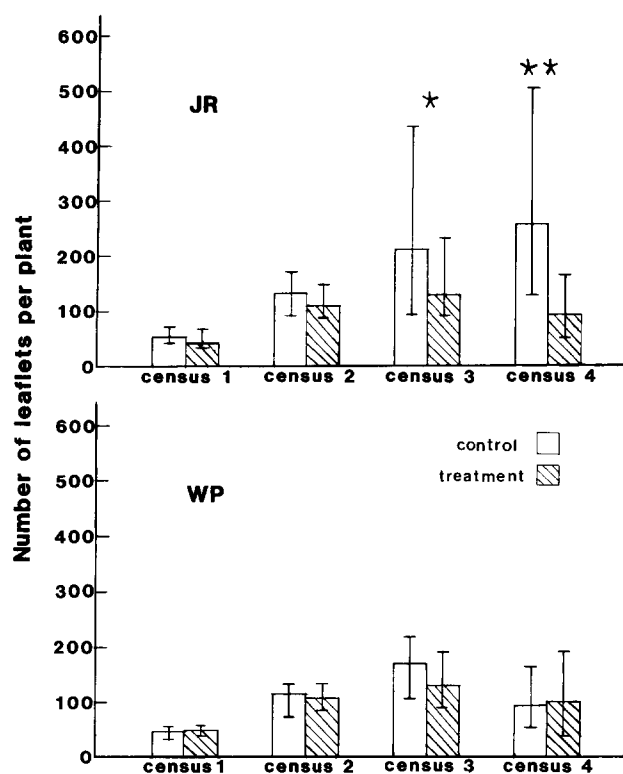 Number of leaflets per plant
600
500
400
300
200
100
0
JR
*
**
census 1
census 2
census 3
census 4
600
500
400
300
200
100
0
WP
control
treatment
census 1
census 2
census 3
census 4